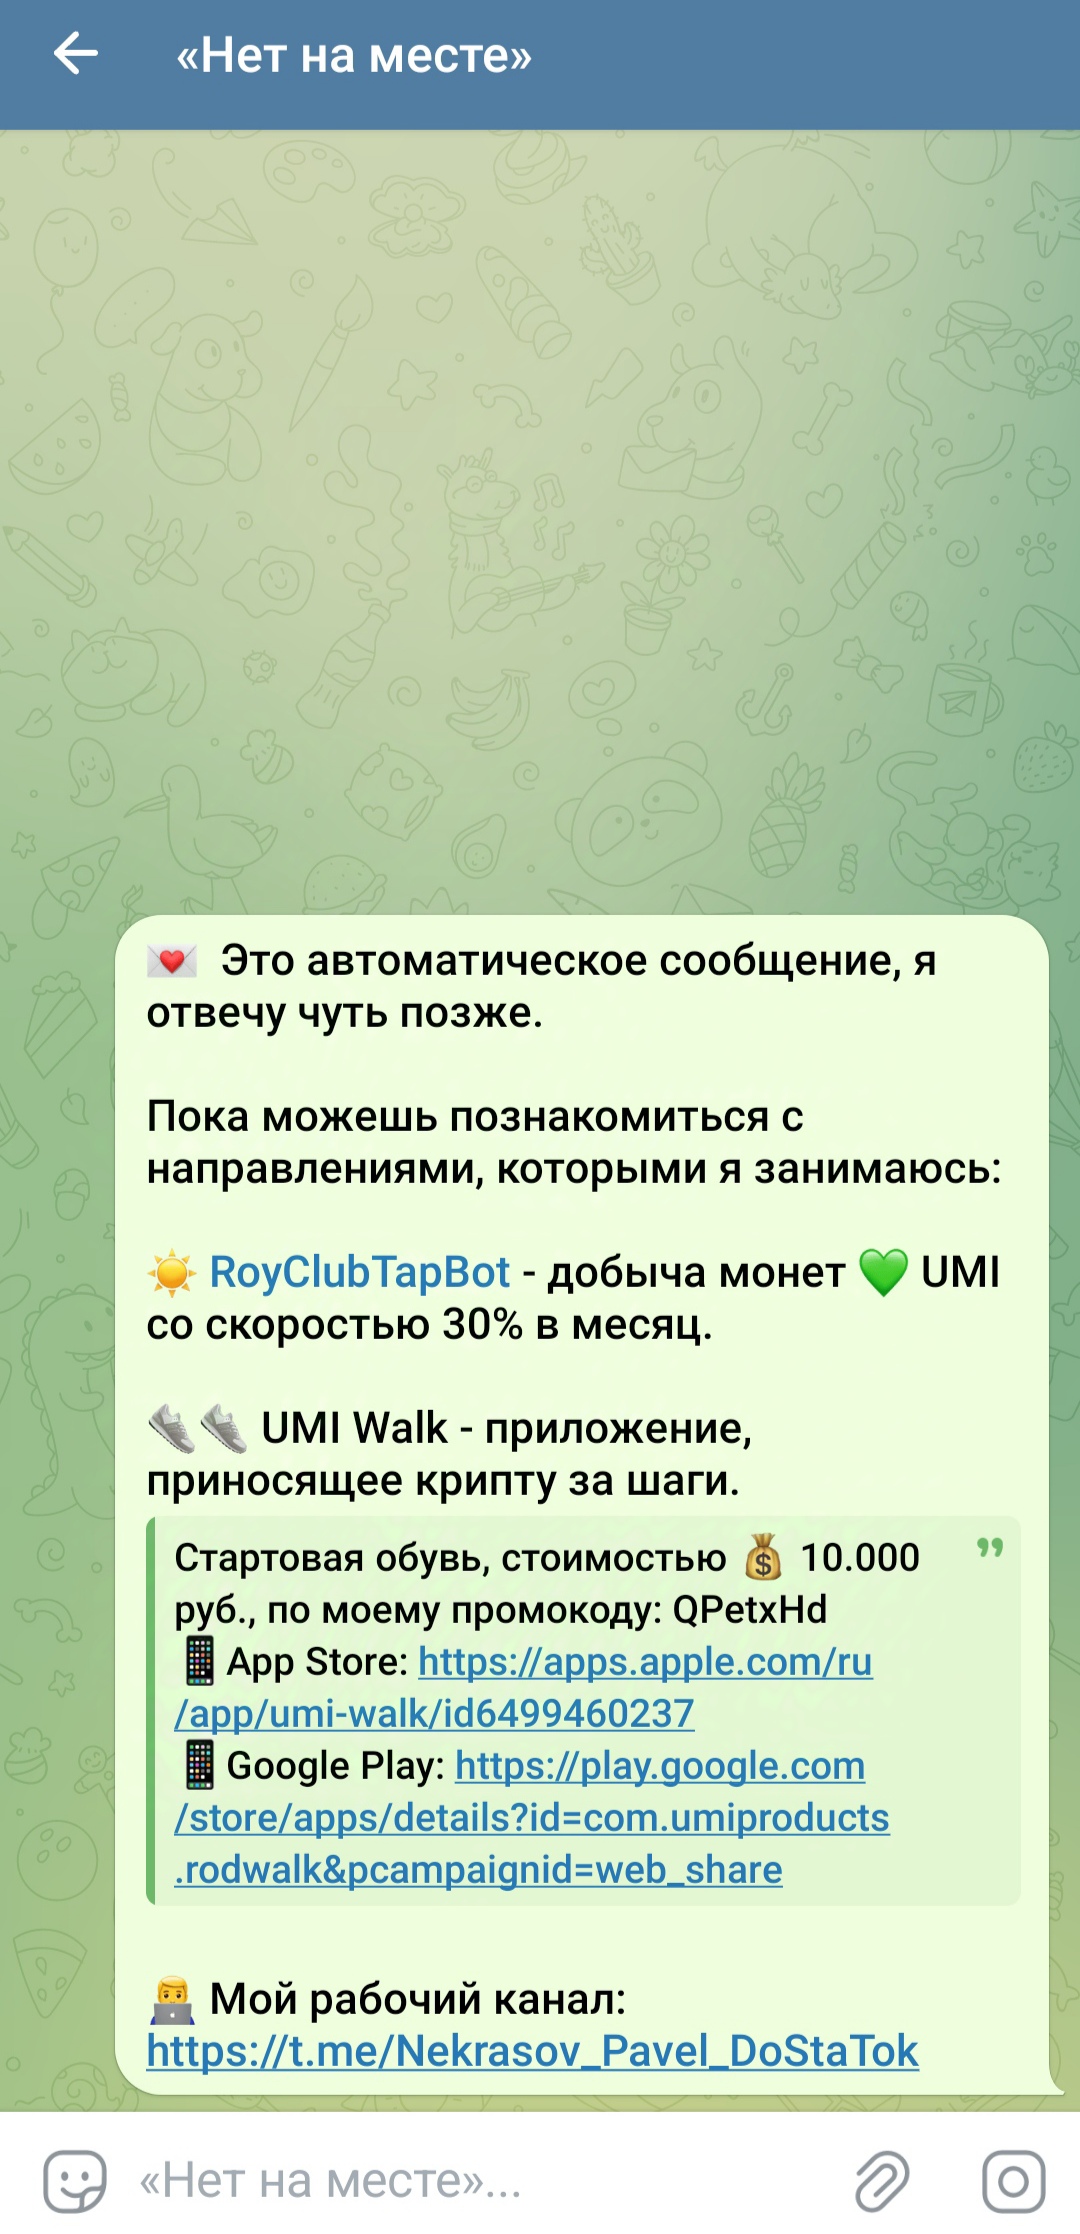 «Нет на месте»
💌 Это автоматическое сообщение, я
отвечу чуть позже.
Пока можешь познакомиться с
направлениями, которыми я занимаюсь:
☀️ RoyClubTapBot - добыча монет 💚 UMI
со скоростью 30% в месяц.
👟👟 UMI Walk - приложение,
приносящее крипту за шаги.
Стартовая обувь, стоимостью 💰 10.000
руб., по моему промокоду: QPetxHd
📱App Store: https://apps.apple.com/ru
/app/umi-walk/id6499460237
📱Google Play: https://play.google.com
/store/apps/details?id=com.umiproducts
.rodwalk&pcampaignid=web_share
👨‍💻 Мой рабочий канал:
https://t.me/Nekrasov_Pavel_DoStaTok
«Нет на месте»...